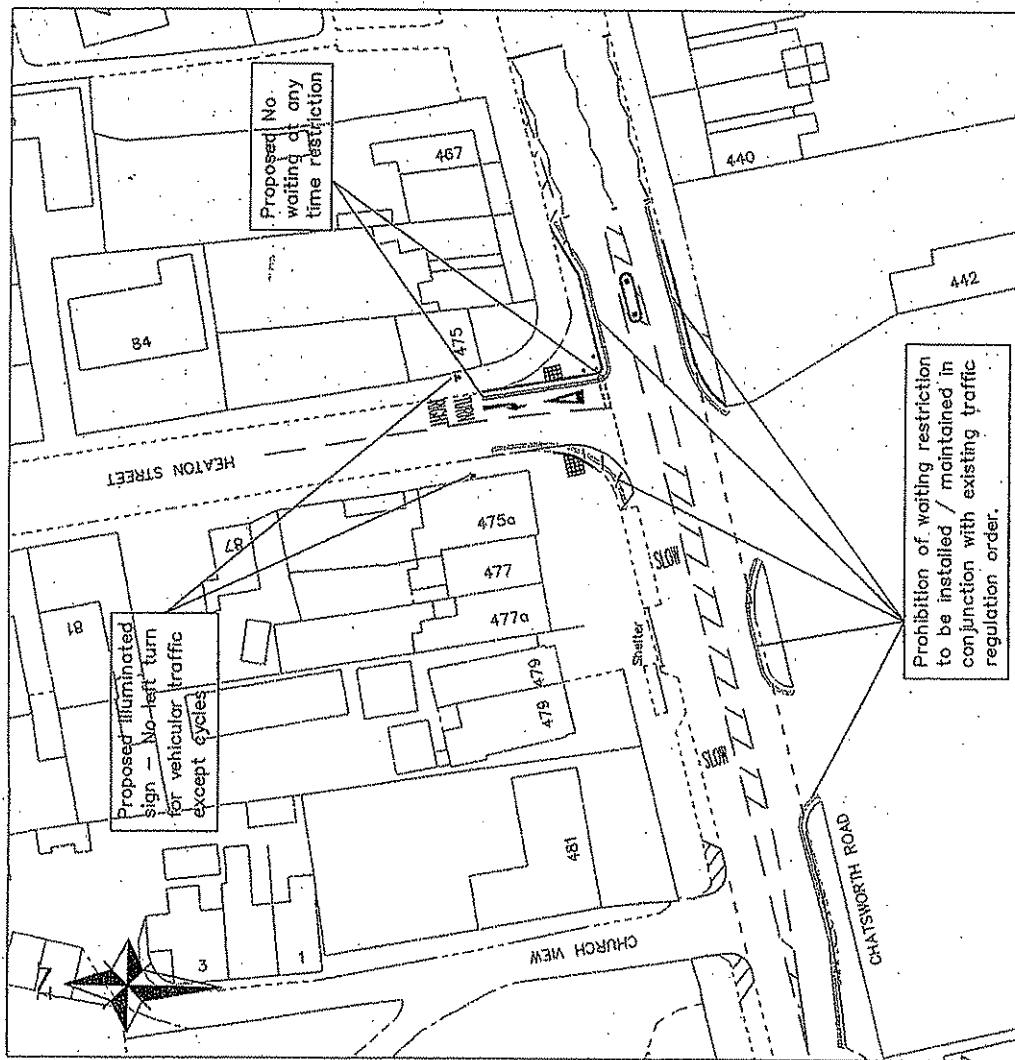 Proposed No
waiting at any
time restriction
467
440
442
84
475
HEATON STREET
Proposed illuminated
sign – No left turn
for vehicular traffic
except cycles
87
81
475a
477
477a
479
479
481
Shelter
SLOW
SLOW
Prohibition of waiting restriction
to be installed / maintained in
conjunction with existing traffic
regulation order.
CHATSWORTH ROAD
CHURCH VIEW
3
1
N